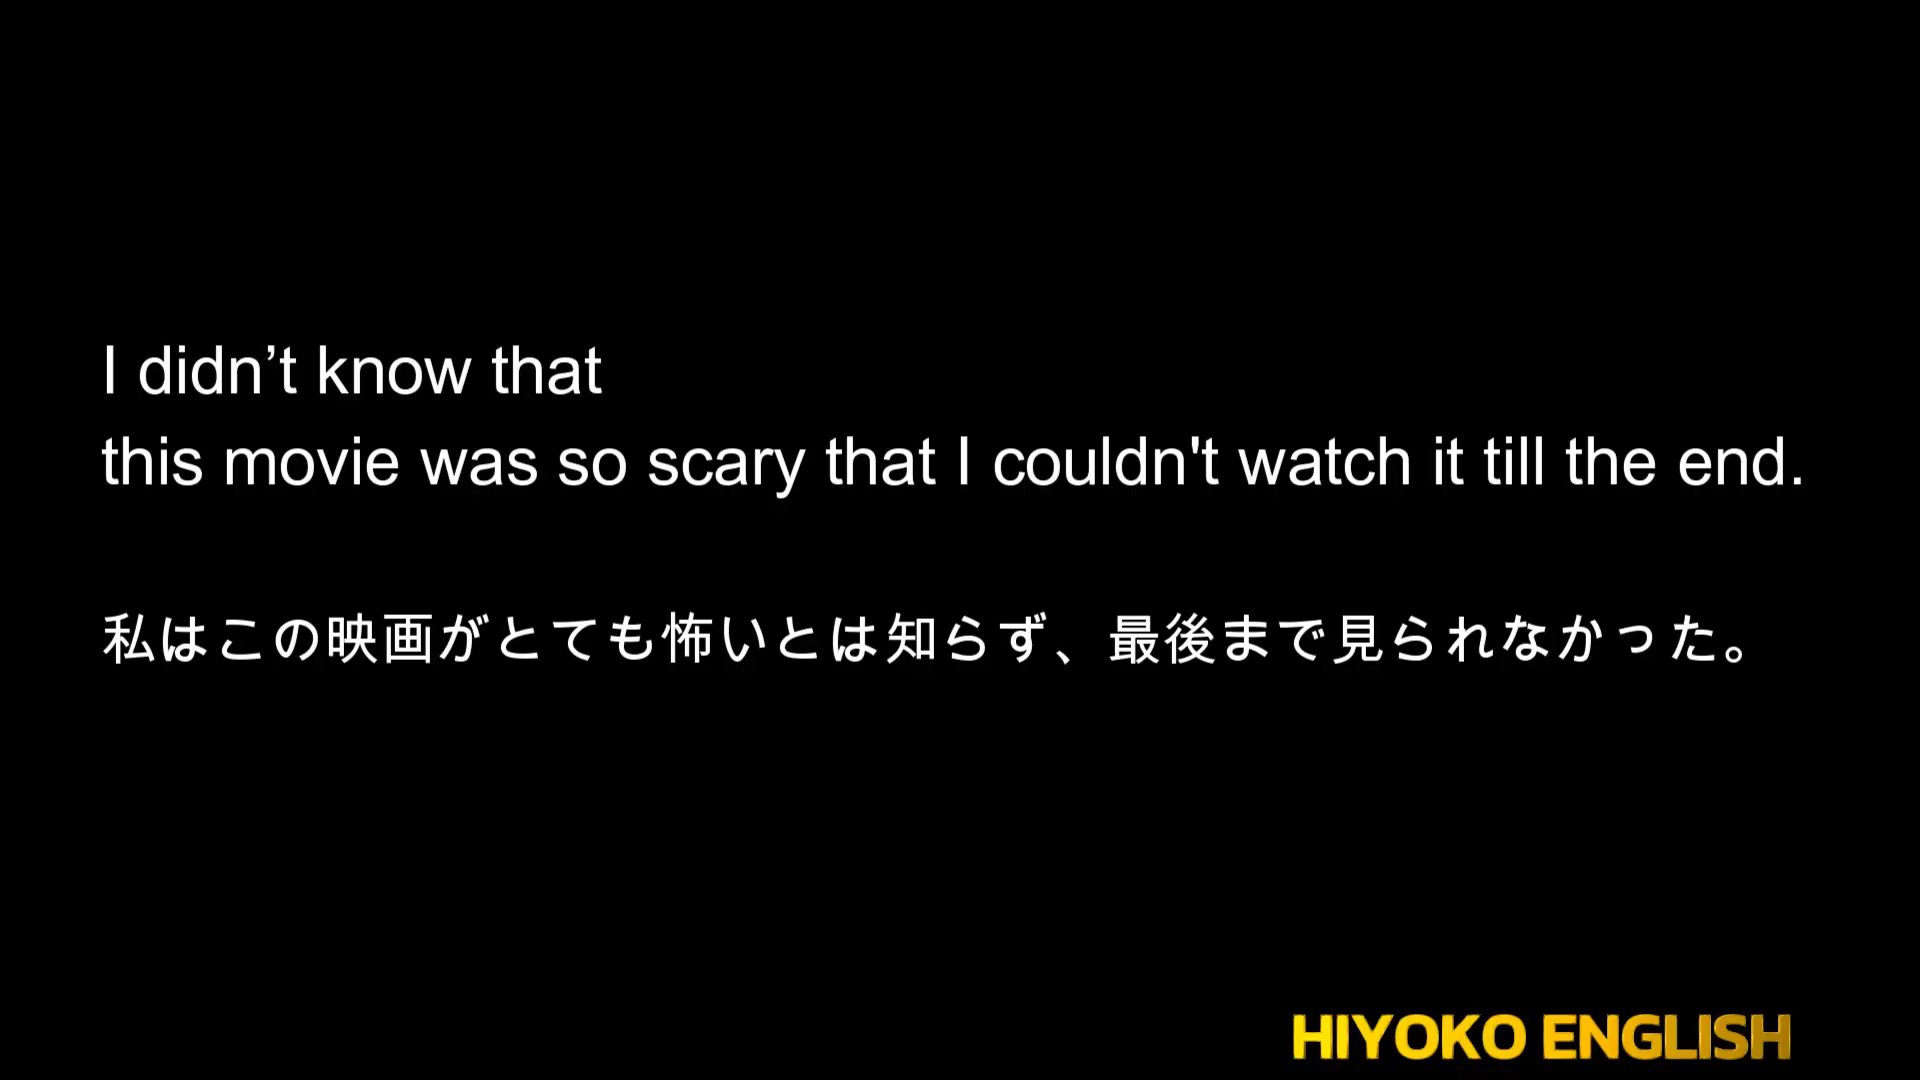 I didn’t know that
this movie was so scary that I couldn't watch it till the end.
私はこの映画がとても怖いとは知らず、最後まで見られなかった。
HIYOKO ENGLISH